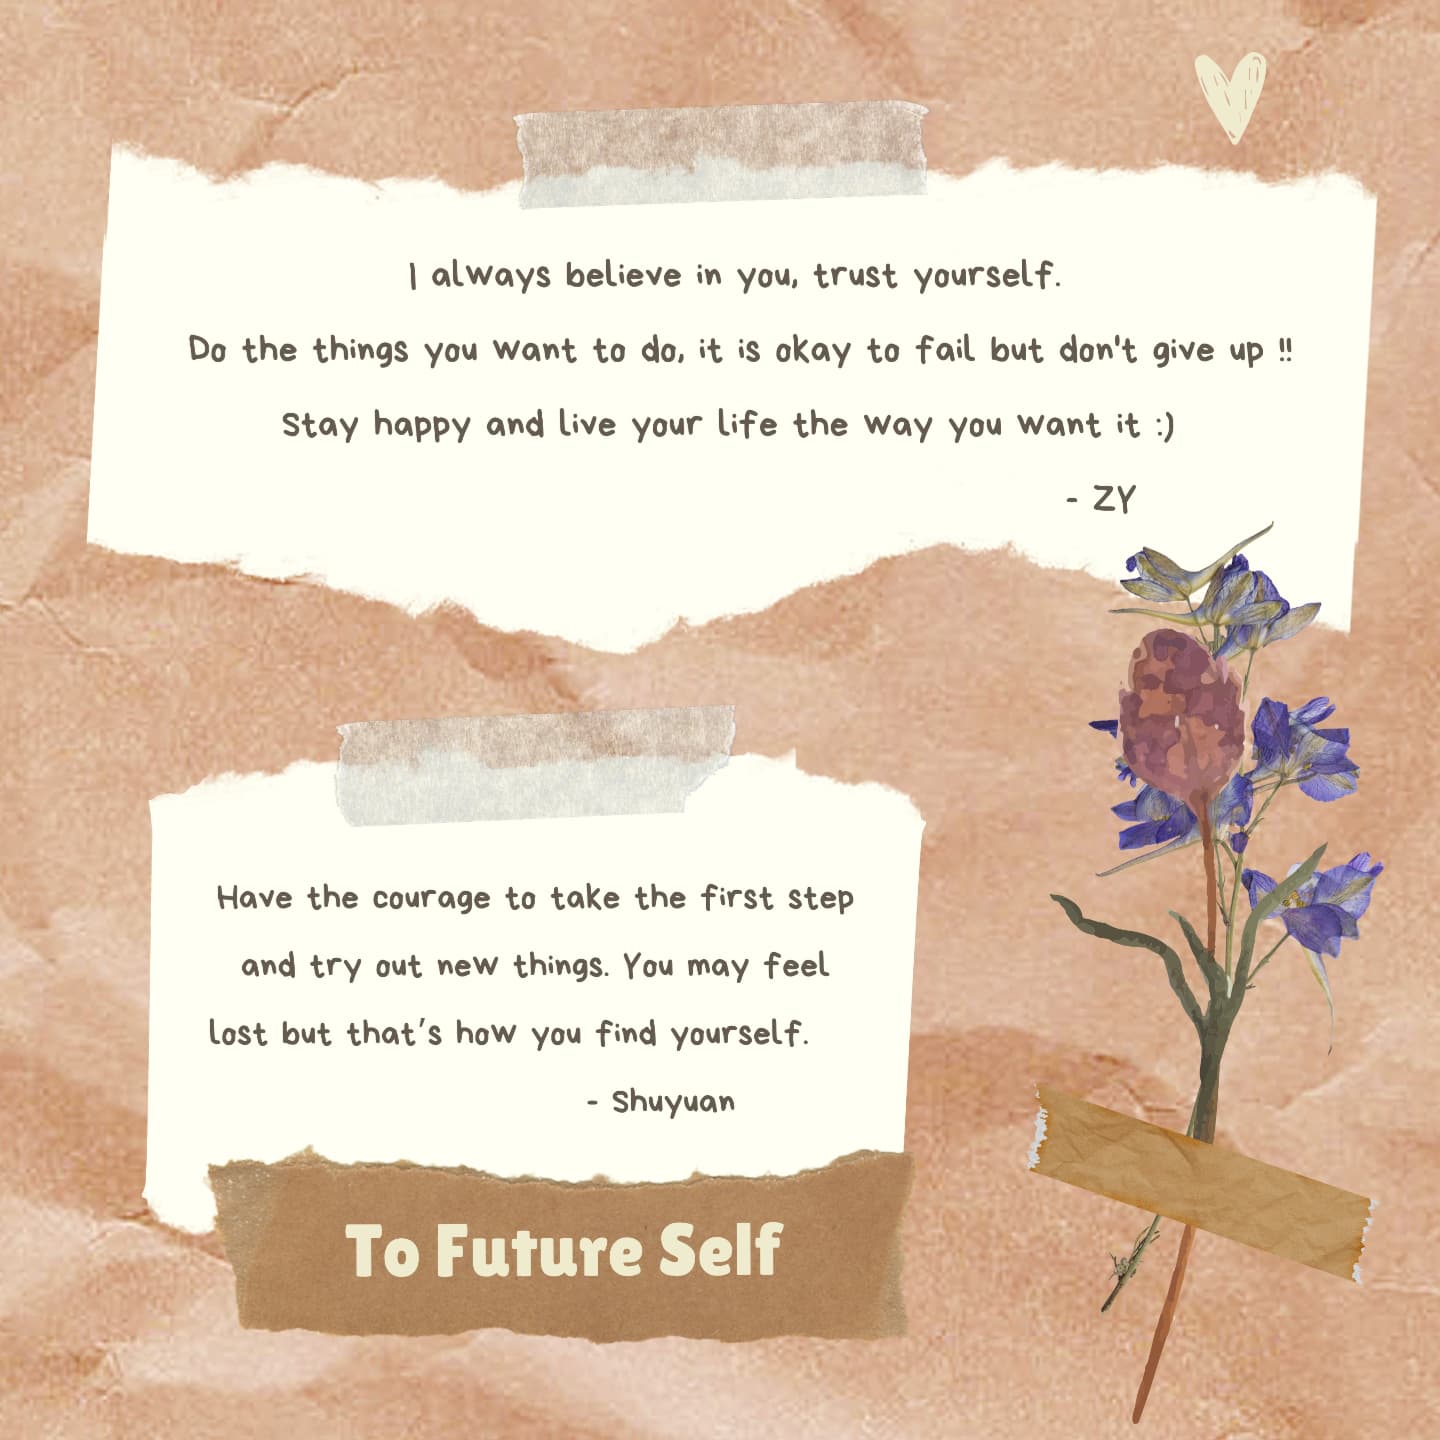 I always believe in you, trust yourself.
Do the things you want to do, it is okay to fail but don't give up !!
Stay happy and live your life the way you want it :)
- ZY
Have the courage to take the first step
and try out new things. You may feel
lost but that's how you find yourself.
- Shuyuan
To Future Self